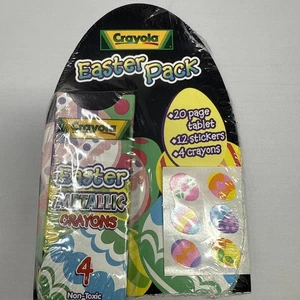 Crayola
Easter Pack
•20 page
tablet
•12 stickers
•4 crayons
Crayola
Easter
METALLIC
CRAYONS
4
Non-Toxic